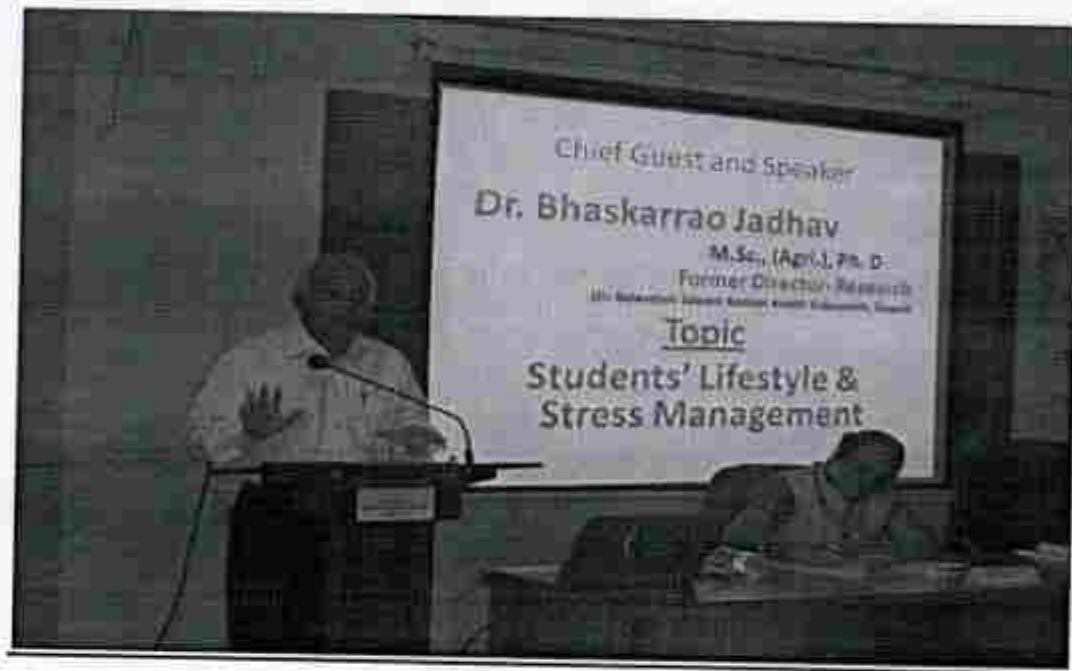 Chief Guest and Speaker
Dr. Bhaskarrao Jadhav
M.Sc., (Agri.), Ph. D
Former Director- Research
Topic
Students' Lifestyle &
Stress Management